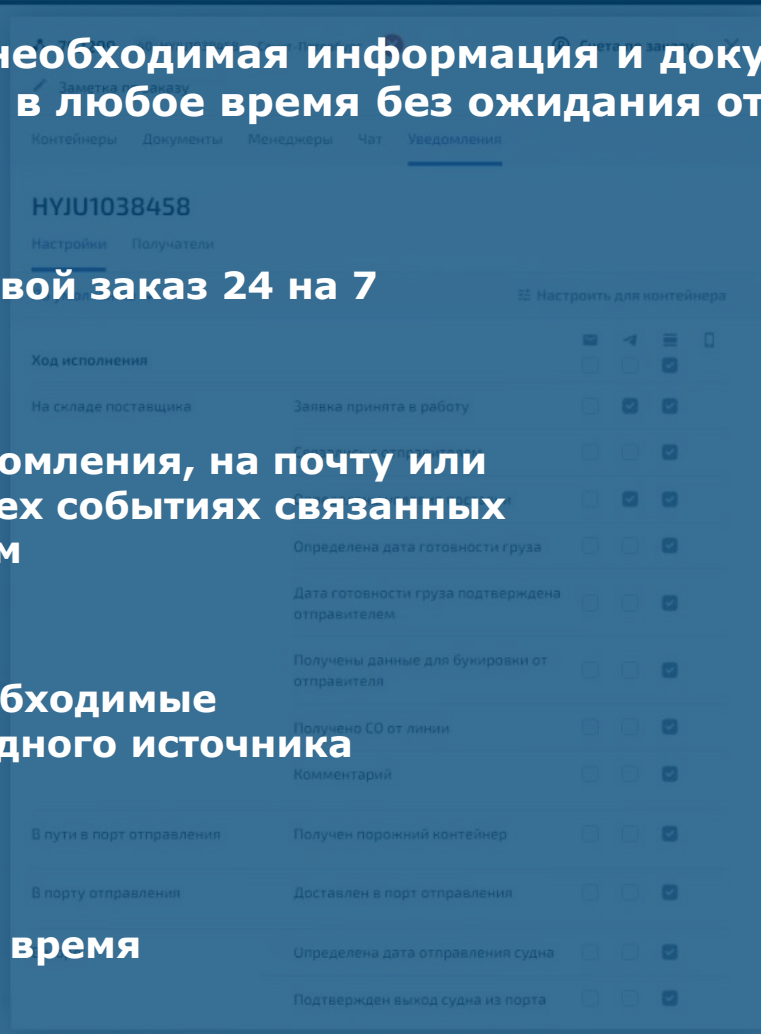 необходимая информация и доку
Счета по заказу
Заметка по заказу
в любое время без ожидания от
Контейнеры Документы Менеджеры Чат Уведомления
HYJU1038458
Настройки Получатели
вой заказ 24 на 7
Настроить для контейнера
Ход исполнения
На складе поставщика Заявка принята в работу
омления, на почту или
ех событиях связанных
м
Определена дата готовности груза
Дата готовности груза подтверждена
отправителем
Получены данные для букировки от
отправителя
бходимые
Получено СО от линии
дного источника
Комментарий
В пути в порт отправления Получен порожний контейнер
В порту отправления Доставлен в порт отправления
время
Определена дата отправления судна
Подтвержден выход судна из порта